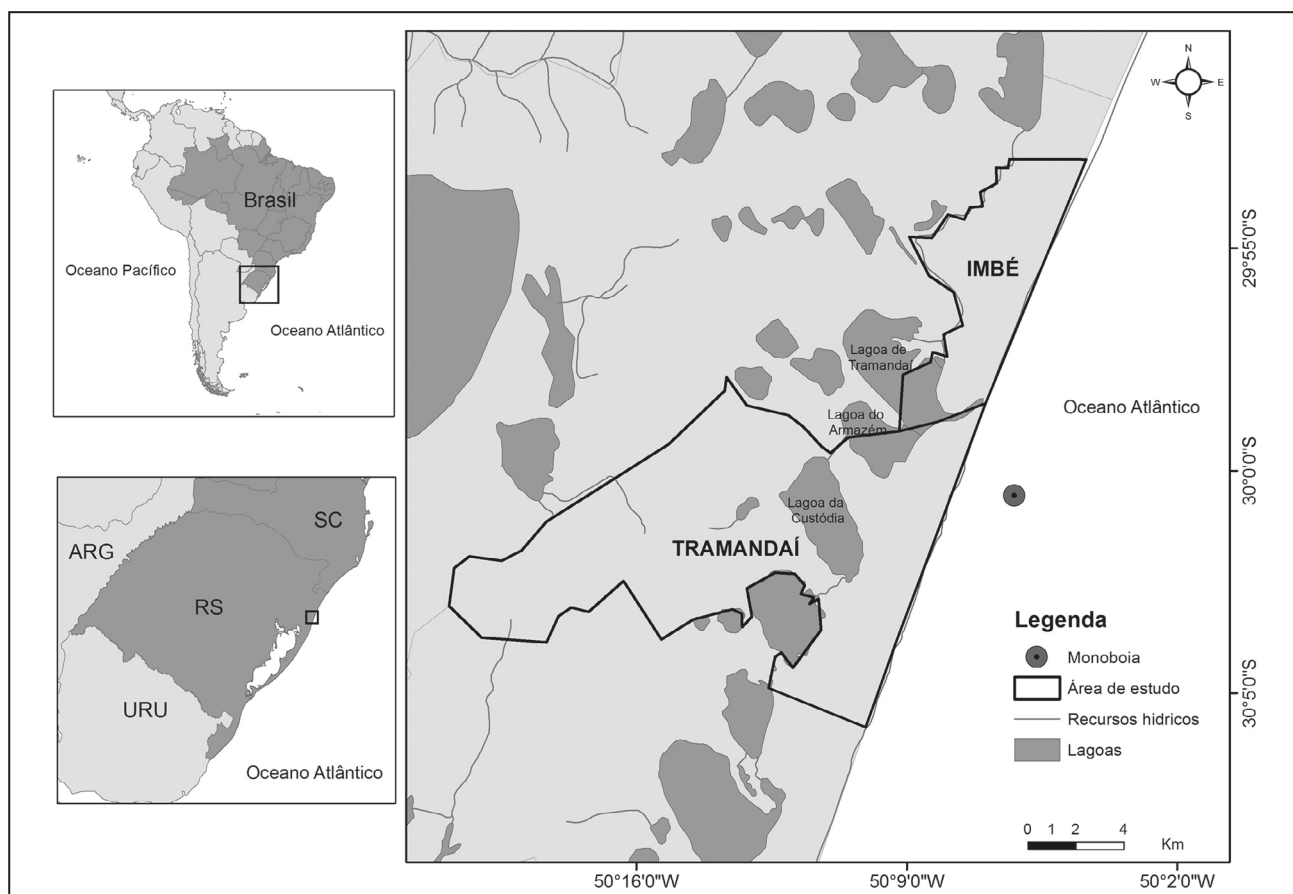 Brasil
Oceano Pacífico
Oceano Atlântico
SC
ARG
RS
URU
Oceano Atlântico
N
W
E
S
IMBÉ
Lagoa de
Tramandaí
Lagoa do
Armazém
Oceano Atlântico
Lagoa da
Custódia
TRAMANDAÍ
Legenda
Monoboia
Área de estudo
Recursos hídricos
Lagoas
0 1 2 4
Km
29°55'0"S
30°0'0"S
30°5'0"S
50°16'0"W
50°9'0"W
50°2'0"W